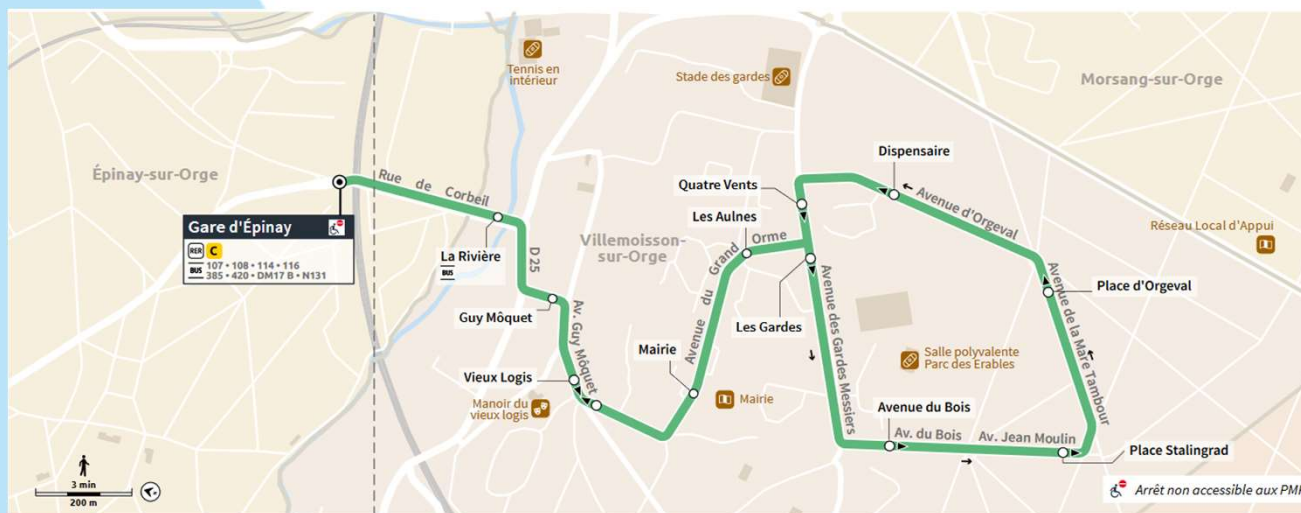 Tennis en
intérieur
Stade des gardes
Morsang-sur-Orge
Épinay-sur-Orge
Rue de Corbeil
Gare d'Épinay
RER C
BUS 107 • 108 • 114 • 116
385 • 420 • DM17 B • N131
La Rivière
BUS
D 25
Villemoisson-
sur-Orge
Guy Môquet
Av. Guy Môquet
Vieux Logis
Manoir du
vieux logis
Mairie
Mairie
Avenue du Grand Orme
Les Aulnes
Quatre Vents
Dispensaire
Avenue d'Orgeval
Réseau Local d'Appui
Place d'Orgeval
Avenue de la Mare Tambour
Les Gardes
Avenue des Gardes Messiers
Salle polyvalente
Parc des Erables
Avenue du Bois
Av. du Bois
Av. Jean Moulin
Place Stalingrad
3 min
200 m
Arrêt non accessible aux PMR